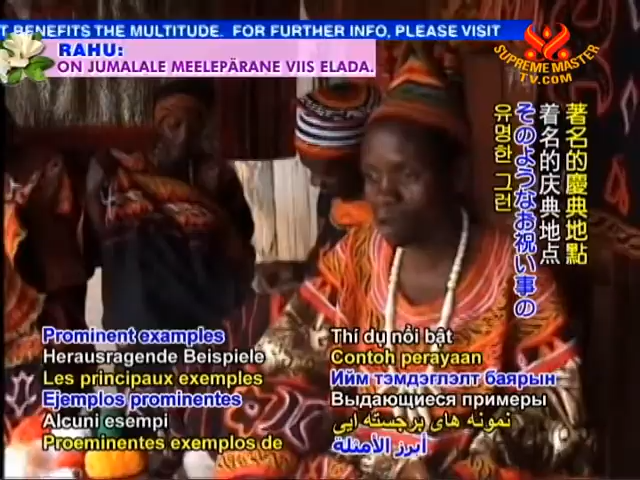 T BENEFITS THE MULTITUDE. FOR FURTHER INFO, PLEASE VISIT
RAHU:
ON JUMALALE MEELEPÄRANE VIIS ELADA.
SUPREME MASTER
TV.COM
著名的慶典地點
着名的庆典地点
そのようなお祝い事の
유명한 그런
Prominent examples
Herausragende Beispiele
Les principaux exemples
Ejemplos prominentes
Alcuni esempi
Proeminentes exemplos de
Thí dụ nổi bật
Contoh perayaan
Ийм тэмдэглэлт баярын
Выдающиеся примеры
نمونه های برجسته ایی
أبرز الأمثلة